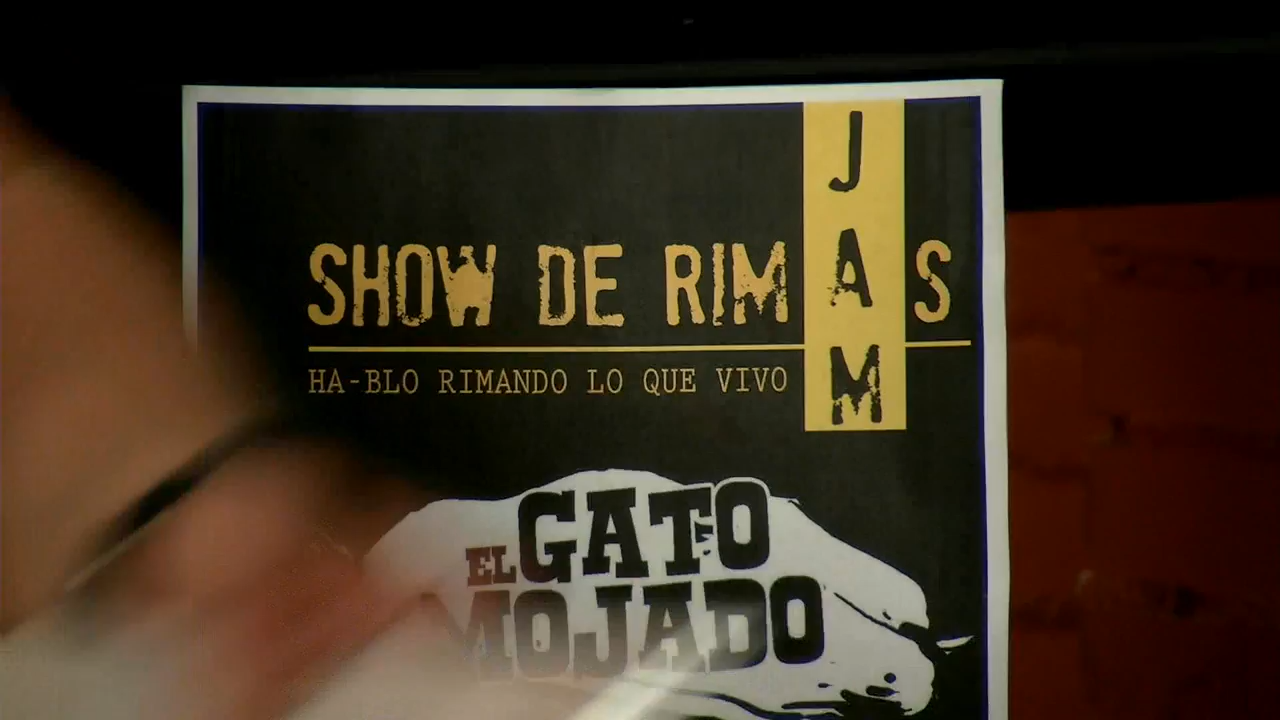 SHOW DE RIMAS
JAM
HA-BLO RIMANDO LO QUE VIVO
EL GATO
MOJADO